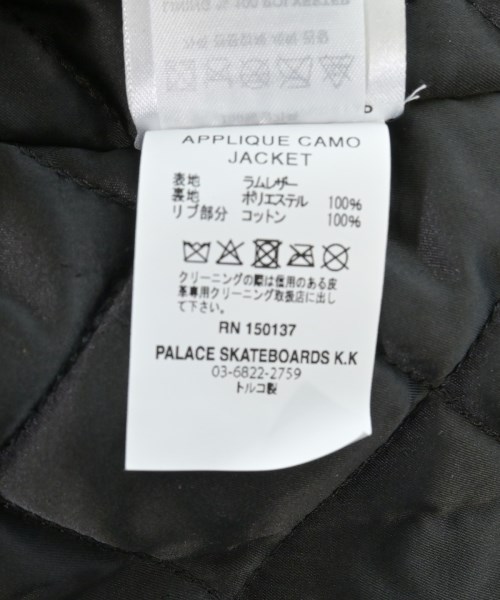 APPLIQUE CAMO
JACKET
表地 ラムレザー
裏地 ポリエステル 100%
リブ部分 コットン 100%
クリーニングの際は信用のある皮
革専用クリーニング取扱店に出し
て下さい。
RN 150137
PALACE SKATEBOARDS K.K
03-6822-2759
トルコ製